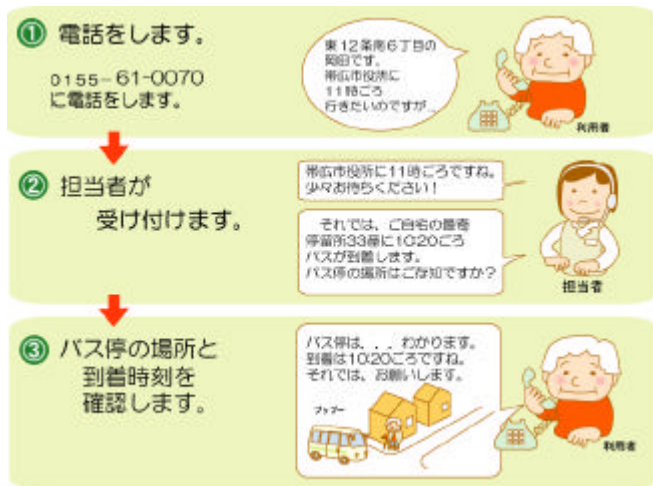 ① 電話をします。
0155-61-0070
に電話をします。
東12条南6丁目の
岡田です。
帯広市役所に
11時ごろ
行きたいのですが…
利用者
② 担当者が
受け付けます。
帯広市役所に11時ごろですね。
少々お待ちください！
それでは、ご自宅の最寄
停留所33番に10:20ごろ
バスが到着します。
バス停の場所はご存知ですか？
担当者
③ バス停の場所と
到着時刻を
確認します。
バス停は．．．わかります。
到着は10:20ごろですね。
それでは、お願いします。
プップー
利用者